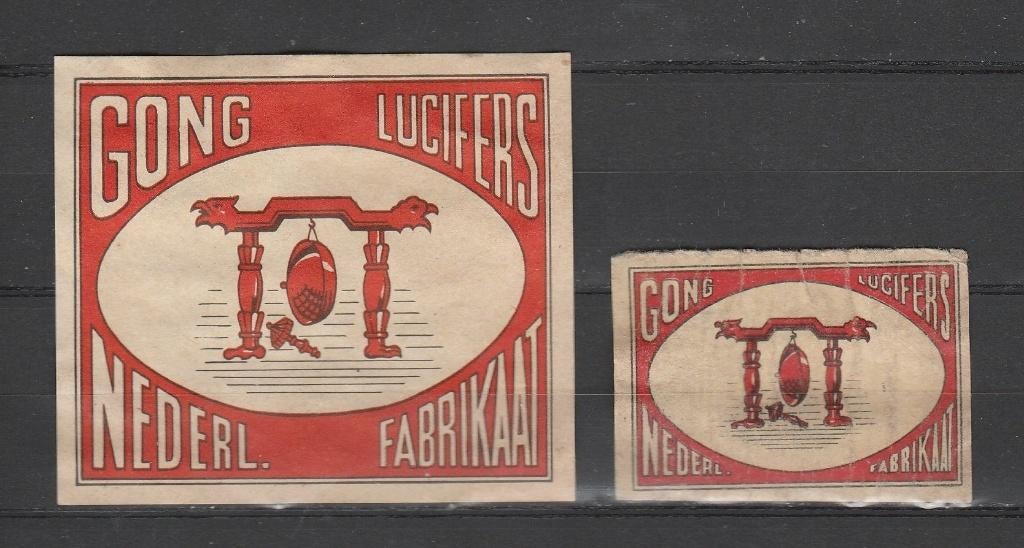 GONG LUCIFERS
NEDERL. FABRIKAAT
GONG LUCIFERS
NEDERL. FABRIKAAT